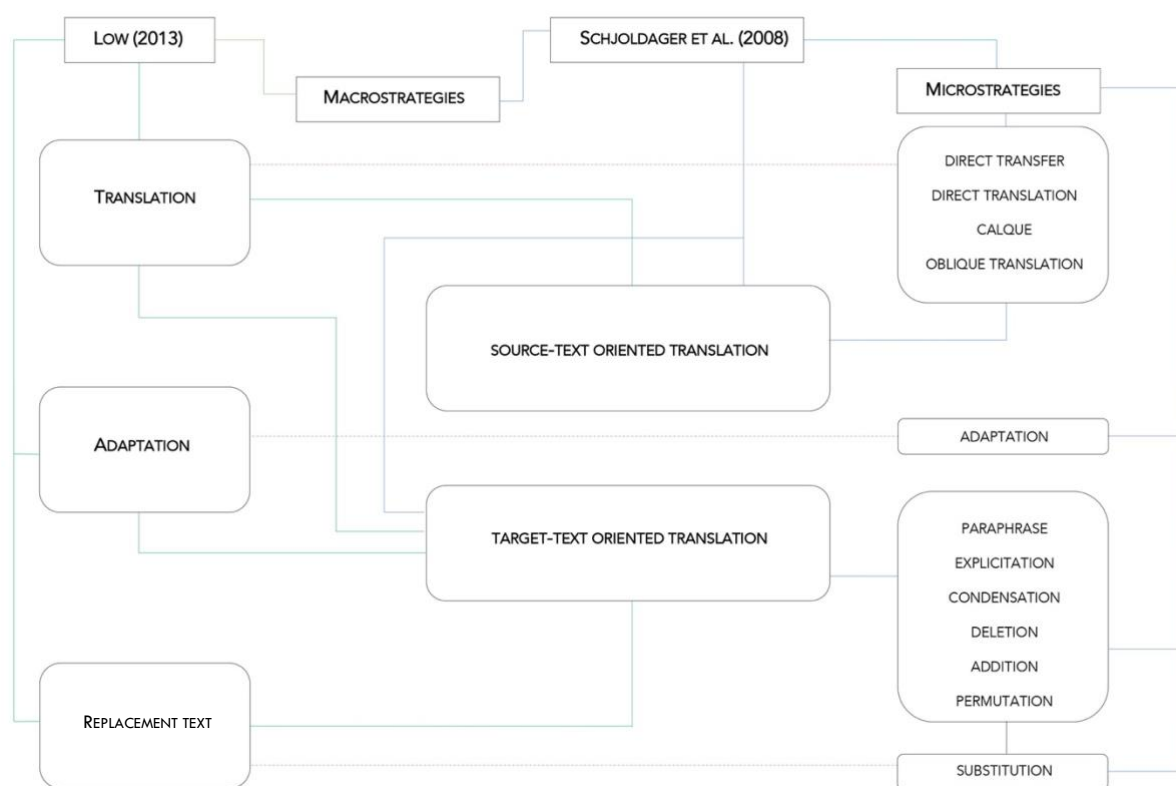 LOW (2013)
SCHJOLDAGER ET AL. (2008)
MACROSTRATEGIES
MICROSTRATEGIES
TRANSLATION
DIRECT TRANSFER
DIRECT TRANSLATION
CALQUE
OBLIQUE TRANSLATION
SOURCE-TEXT ORIENTED TRANSLATION
ADAPTATION
ADAPTATION
TARGET-TEXT ORIENTED TRANSLATION
PARAPHRASE
EXPLICITATION
CONDENSATION
DELETION
ADDITION
PERMUTATION
REPLACEMENT TEXT
SUBSTITUTION